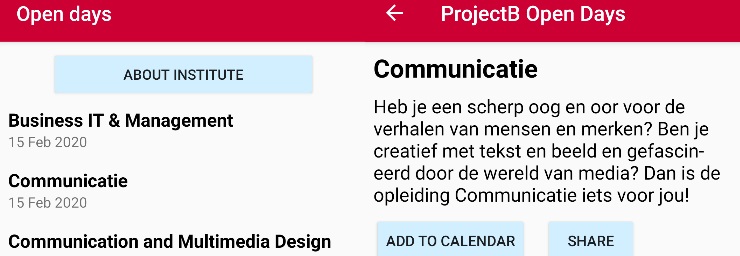 Open days
ABOUT INSTITUTE
Business IT & Management
15 Feb 2020
Communicatie
15 Feb 2020
Communication and Multimedia Design
ProjectB Open Days
Communicatie
Heb je een scherp oog en oor voor de
verhalen van mensen en merken? Ben je
creatief met tekst en beeld en gefascin-
eerd door de wereld van media? Dan is de
opleiding Communicatie iets voor jou!
ADD TO CALENDAR
SHARE